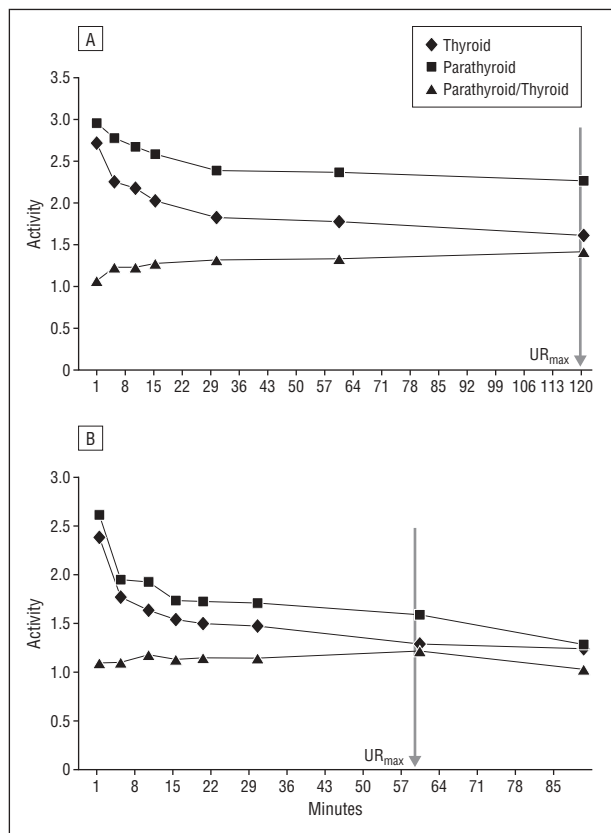 A
Thyroid
Parathyroid
Parathyroid/Thyroid
3.5
3.0
2.5
2.0
1.5
1.0
0.5
0
Activity
URmax
1 8 15 22 29 36 43 50 57 64 71 78 85 92 99 106 113 120
B
3.0
2.5
2.0
1.5
1.0
0.5
0
Activity
URmax
1 8 15 22 29 36 43 50 57 64 71 78 85
Minutes